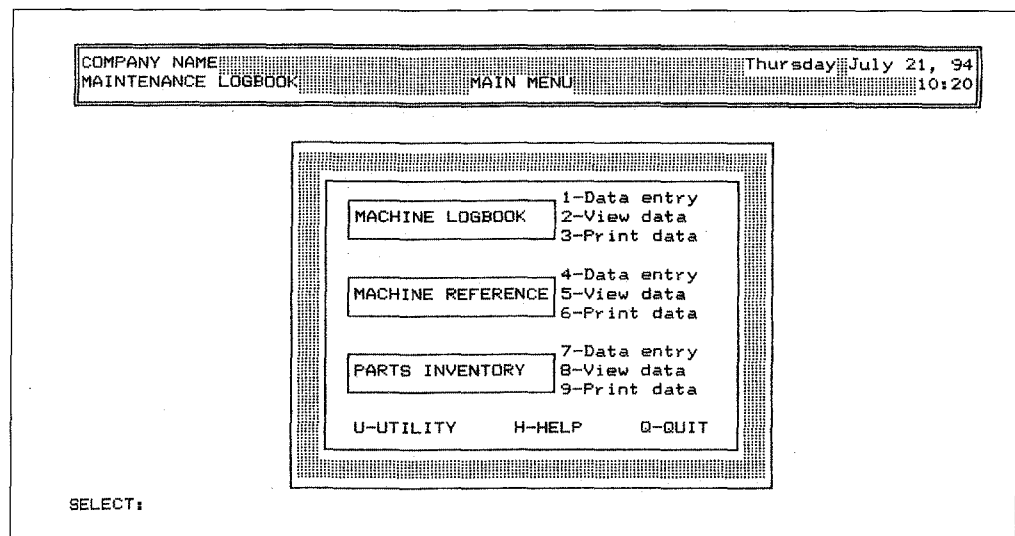 COMPANY NAME Thursday July 21, 94
MAINTENANCE LOGBOOK MAIN MENU 10:20
1-Data entry
MACHINE LOGBOOK 2-View data
3-Print data
4-Data entry
MACHINE REFERENCE 5-View data
6-Print data
7-Data entry
PARTS INVENTORY 8-View data
9-Print data
U-UTILITY H-HELP Q-QUIT
SELECT: